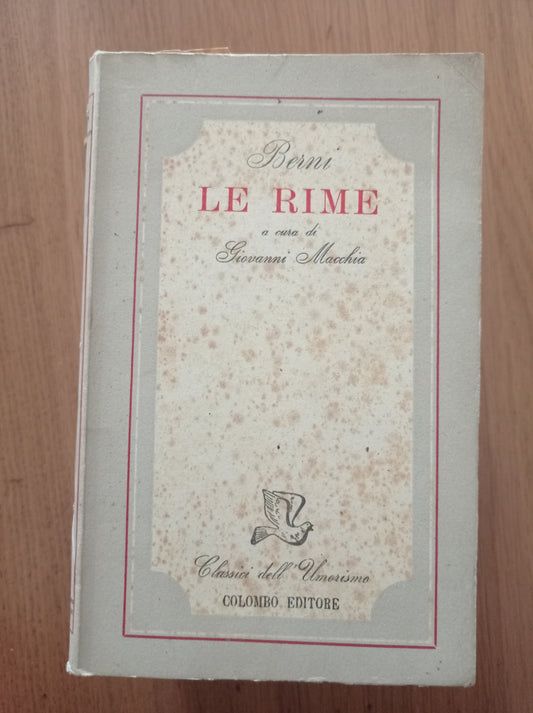 Berni
LE RIME
a cura di
Giovanni Macchia
Classici dell'Umorismo
COLOMBO EDITORE